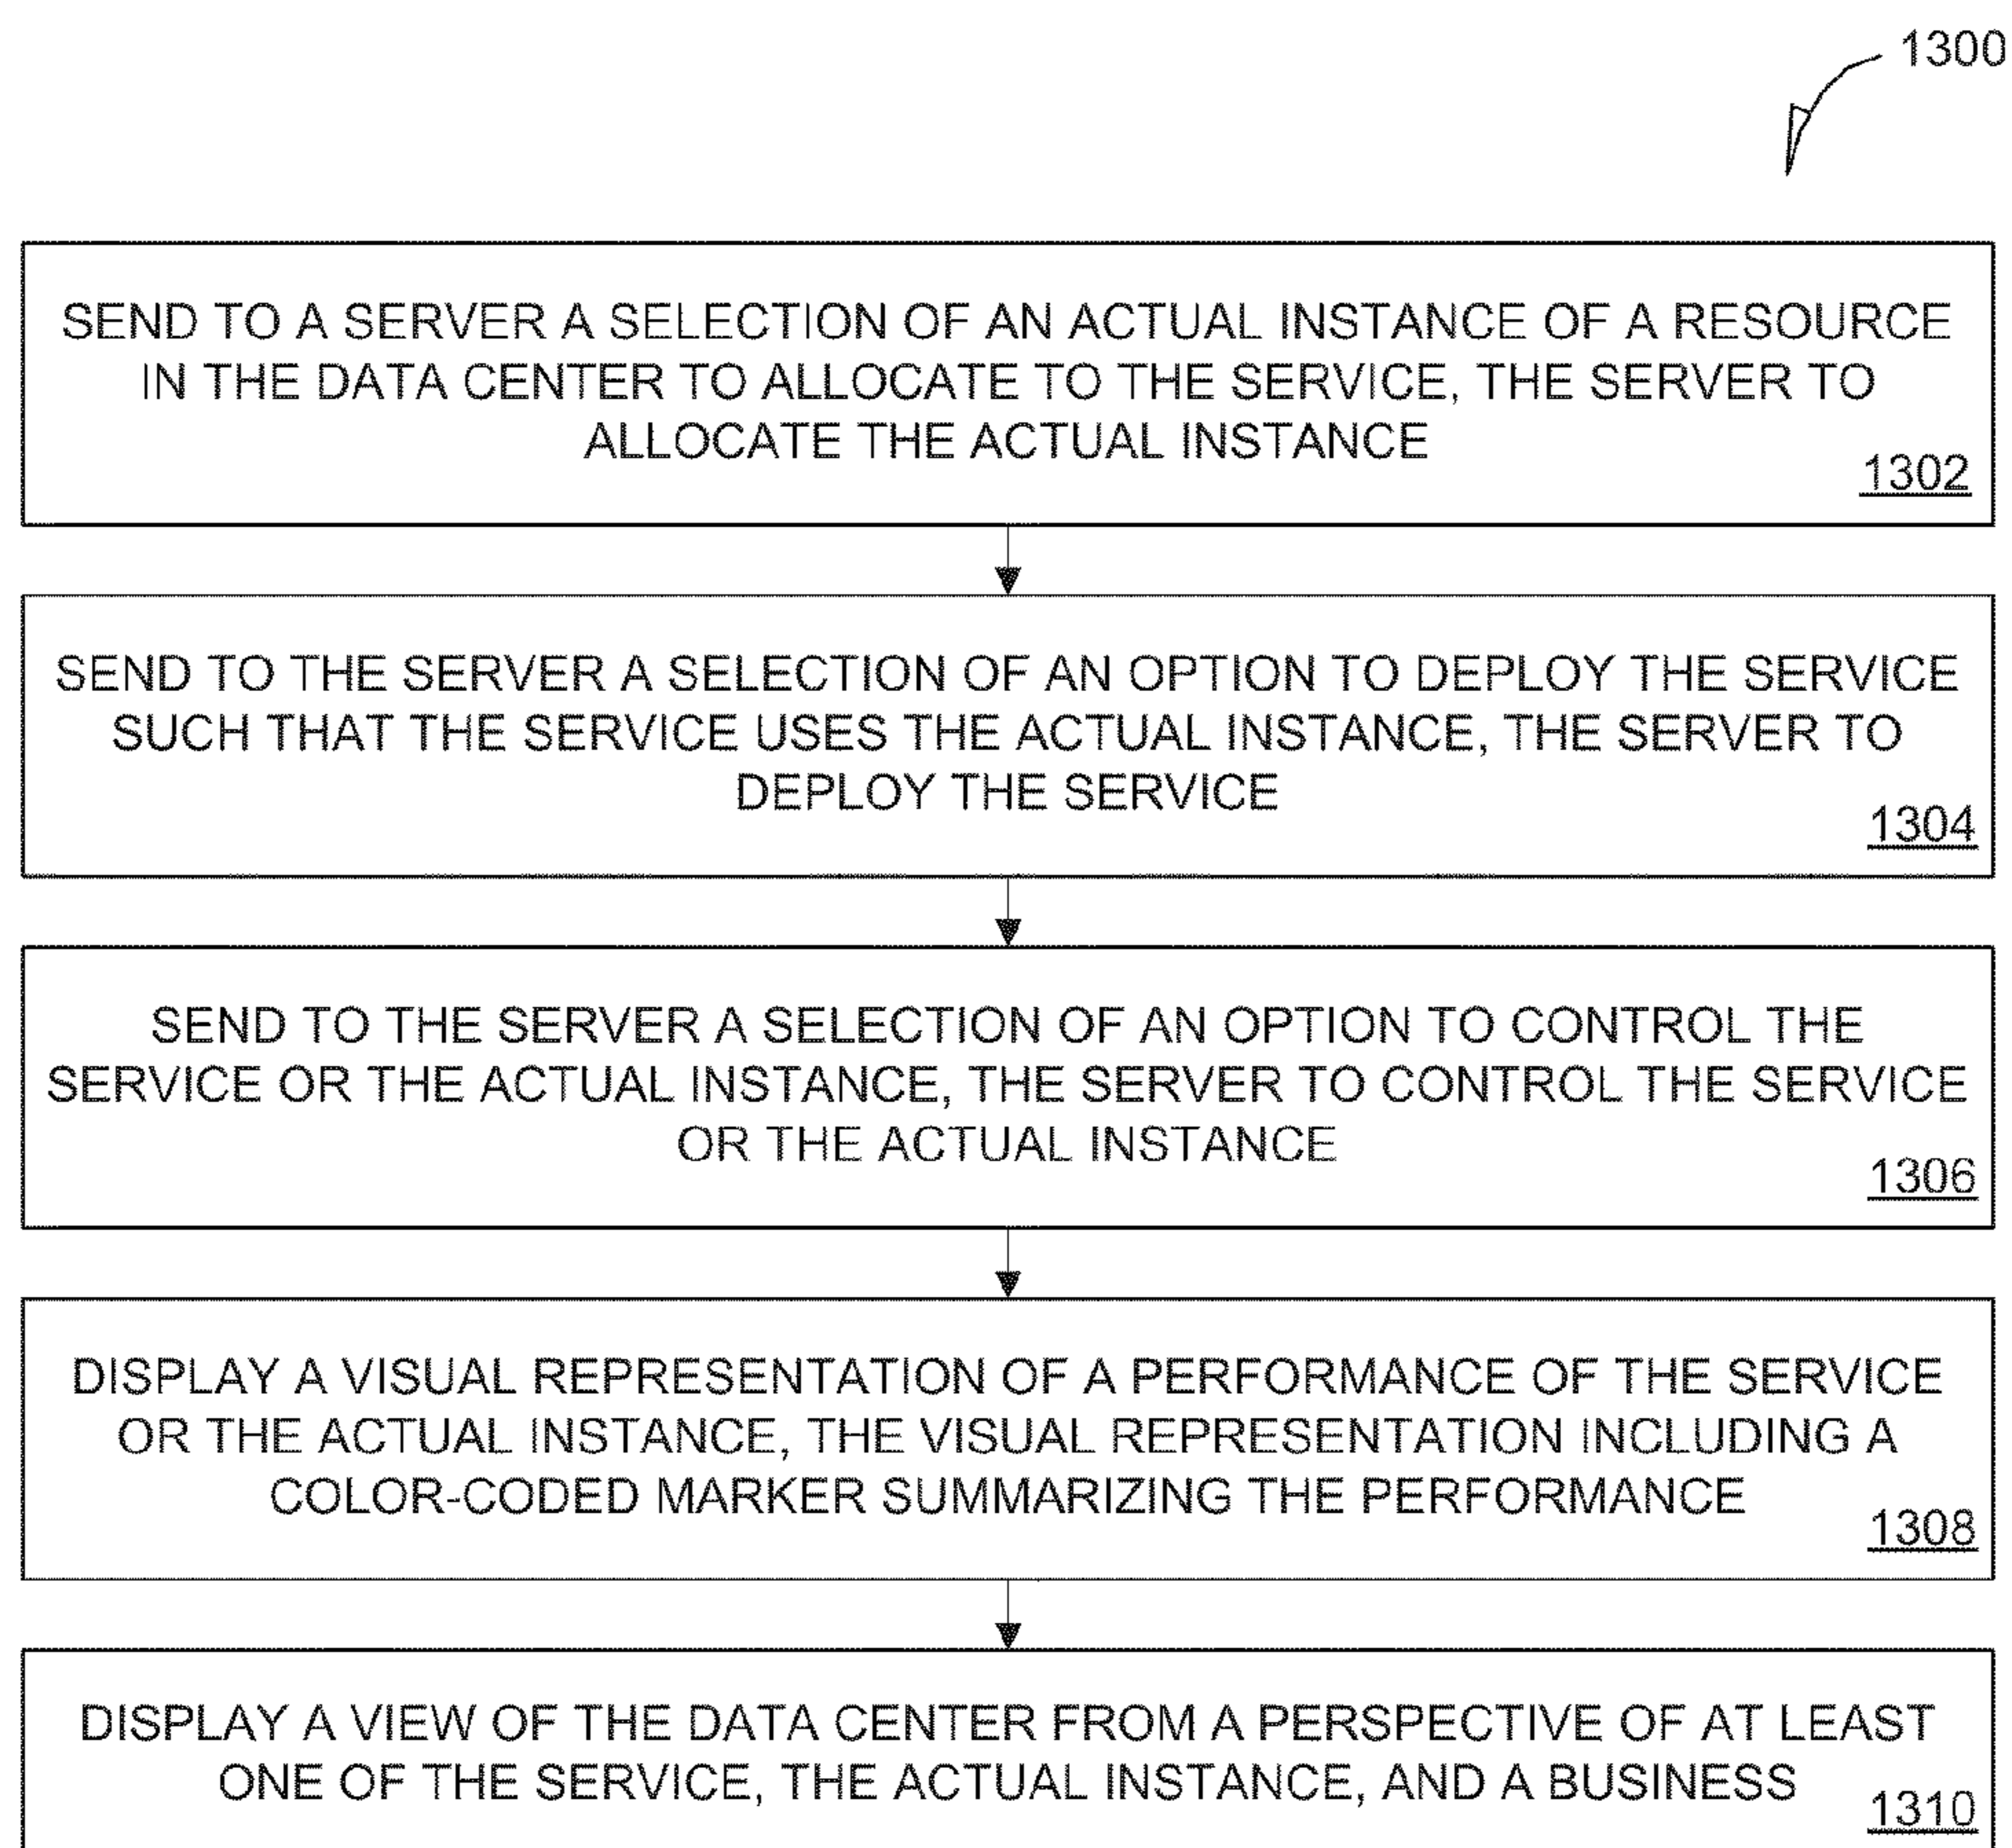 1300
SEND TO A SERVER A SELECTION OF AN ACTUAL INSTANCE OF A RESOURCE
IN THE DATA CENTER TO ALLOCATE TO THE SERVICE, THE SERVER TO
ALLOCATE THE ACTUAL INSTANCE
1302
SEND TO THE SERVER A SELECTION OF AN OPTION TO DEPLOY THE SERVICE
SUCH THAT THE SERVICE USES THE ACTUAL INSTANCE, THE SERVER TO
DEPLOY THE SERVICE
1304
SEND TO THE SERVER A SELECTION OF AN OPTION TO CONTROL THE
SERVICE OR THE ACTUAL INSTANCE, THE SERVER TO CONTROL THE SERVICE
OR THE ACTUAL INSTANCE
1306
DISPLAY A VISUAL REPRESENTATION OF A PERFORMANCE OF THE SERVICE
OR THE ACTUAL INSTANCE, THE VISUAL REPRESENTATION INCLUDING A
COLOR-CODED MARKER SUMMARIZING THE PERFORMANCE
1308
DISPLAY A VIEW OF THE DATA CENTER FROM A PERSPECTIVE OF AT LEAST
ONE OF THE SERVICE, THE ACTUAL INSTANCE, AND A BUSINESS
1310